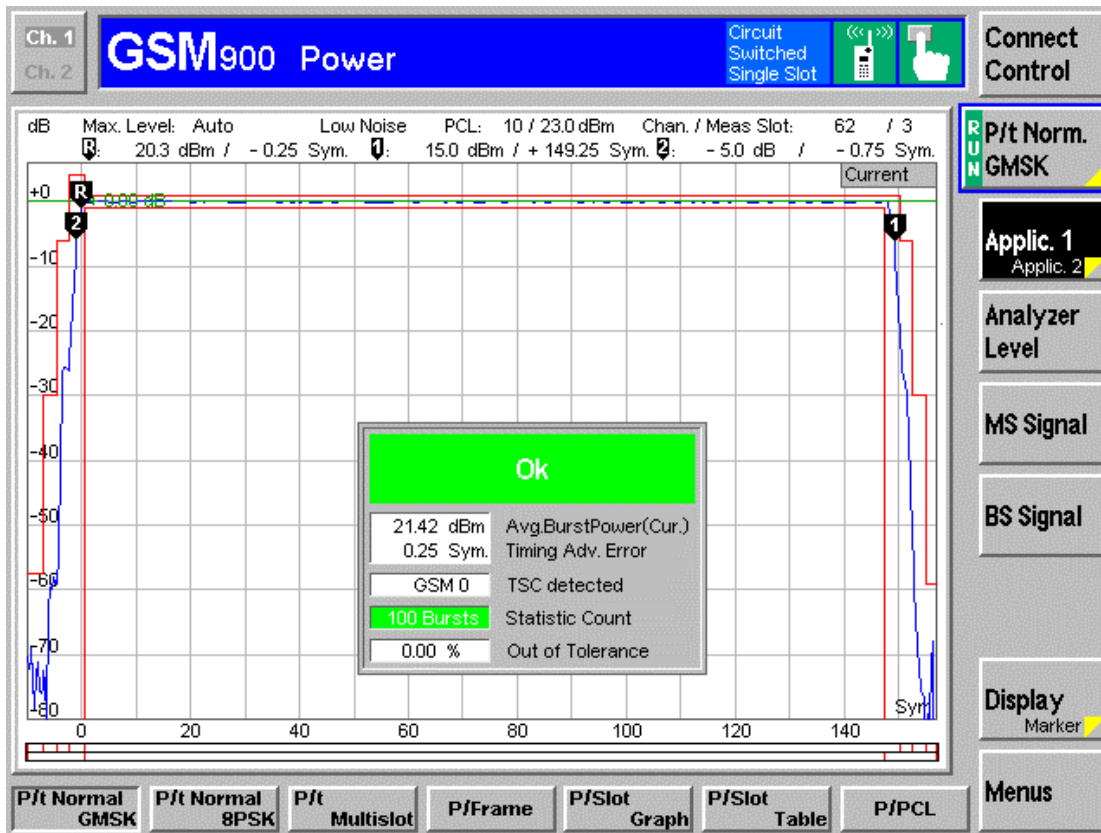 Ch. 1
Ch. 2
GSM900 Power
Circuit
Switched
Single Slot
Connect
Control
dB Max. Level: Auto Low Noise PCL: 10 / 23.0 dBm Chan. / Meas Slot: 62 / 3
R: 20.3 dBm / - 0.25 Sym. 1: 15.0 dBm / + 149.25 Sym. 2: - 5.0 dB / - 0.75 Sym.
Current
+0
R 0.00 dB
2
1
-10
-20
-30
-40
-50
-60
-70
-80
Ok
21.42 dBm Avg.BurstPower(Cur.)
0.25 Sym. Timing Adv. Error
GSM 0 TSC detected
100 Bursts Statistic Count
0.00 % Out of Tolerance
Sym
0 20 40 60 80 100 120 140
RUN
P/t Norm.
GMSK
Applic. 1
Applic. 2
Analyzer
Level
MS Signal
BS Signal
Display
Marker
Menus
P/t Normal
GMSK
P/t Normal
8PSK
P/t
Multislot
P/Frame
P/Slot
Graph
P/Slot
Table
P/PCL